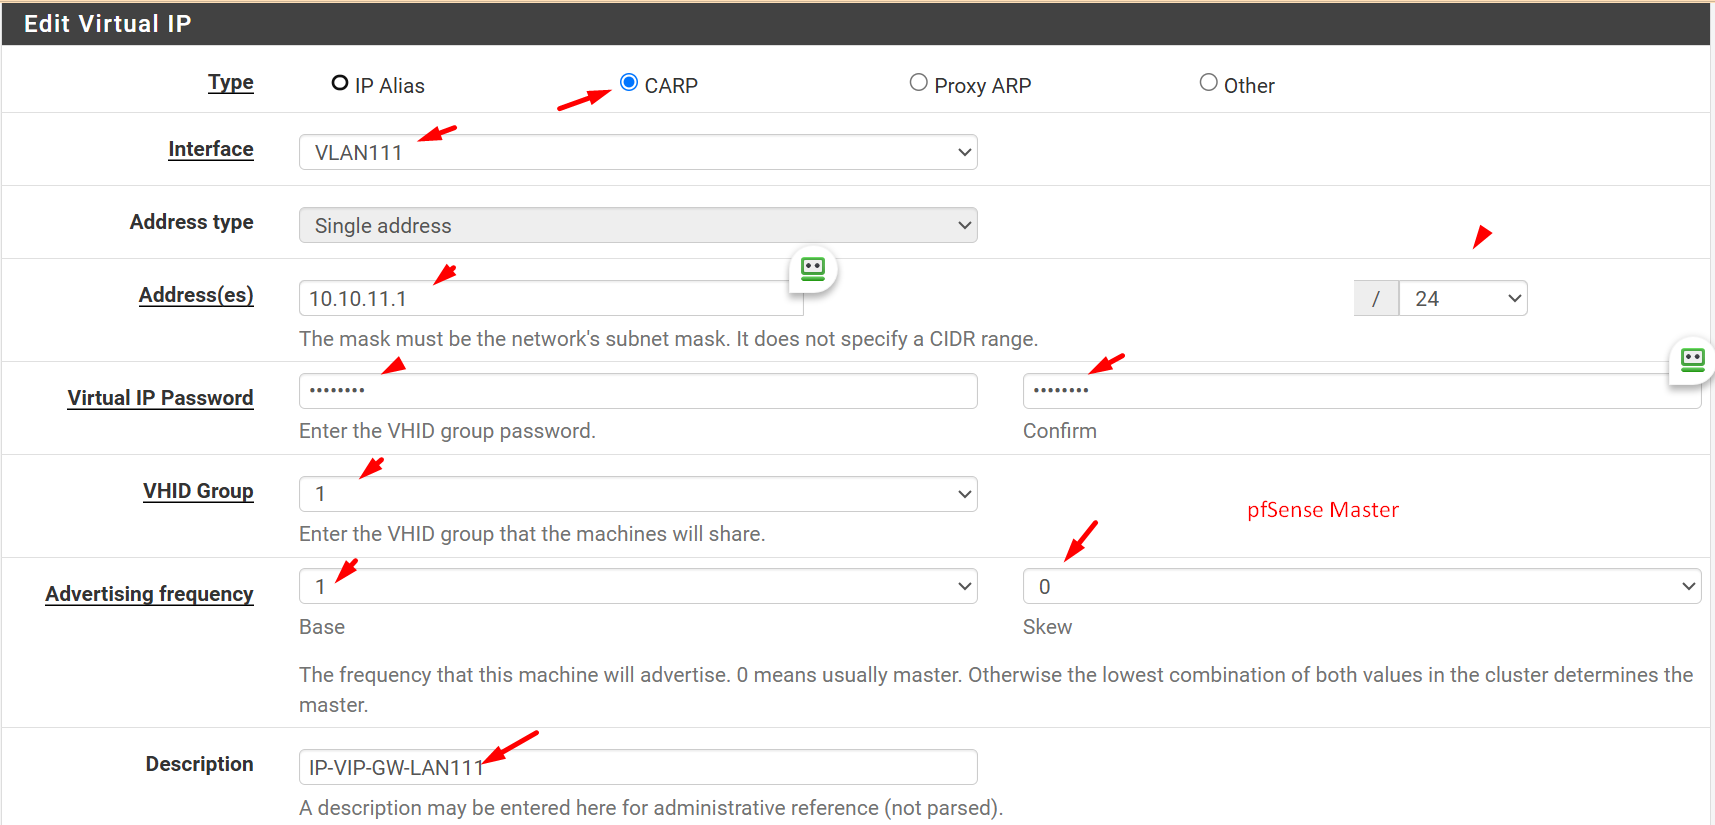 Edit Virtual IP
Type
IP Alias
CARP
Proxy ARP
Other
Interface
VLAN111
Address type
Single address
Address(es)
10.10.11.1
/
24
The mask must be the network's subnet mask. It does not specify a CIDR range.
Virtual IP Password
••••••••
••••••••
Enter the VHID group password.
Confirm
VHID Group
1
Enter the VHID group that the machines will share.
pfSense Master
Advertising frequency
1
0
Base
Skew
The frequency that this machine will advertise. 0 means usually master. Otherwise the lowest combination of both values in the cluster determines the
master.
Description
IP-VIP-GW-LAN111
A description may be entered here for administrative reference (not parsed).